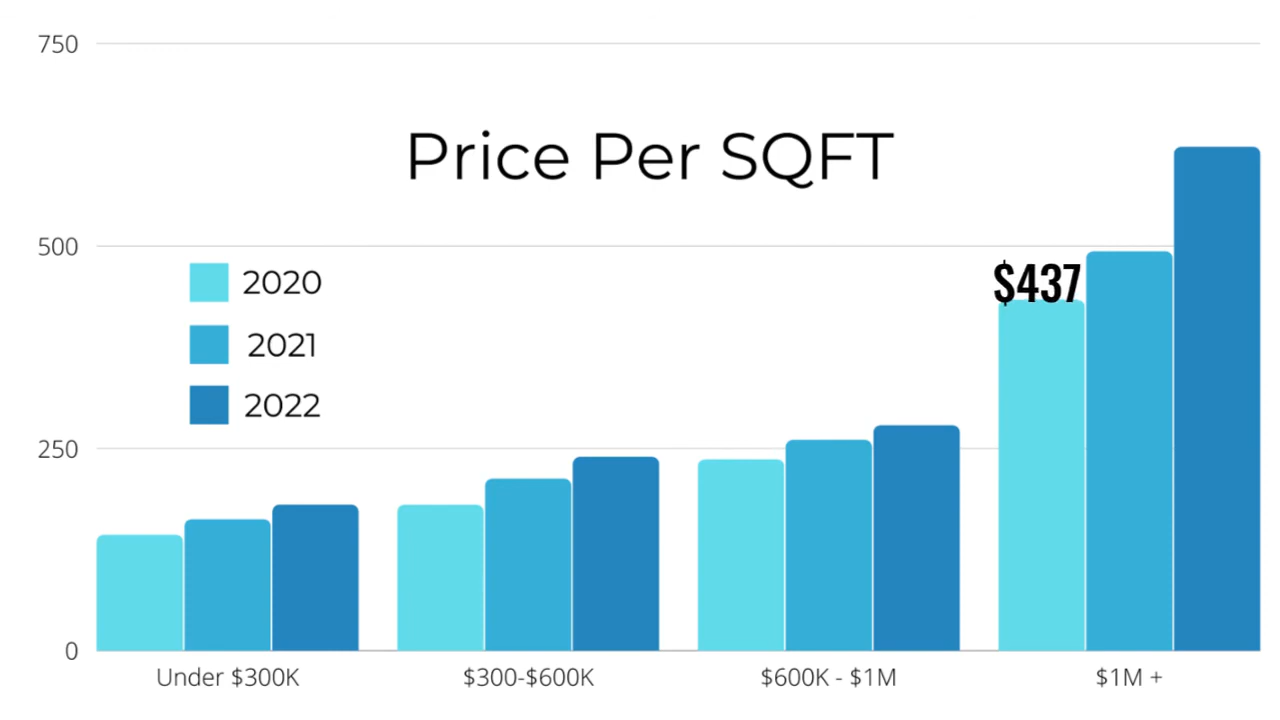 750
Price Per SQFT
500
2020
$437
2021
2022
250
0
Under $300K
$300-$600K
$600K - $1M
$1M +